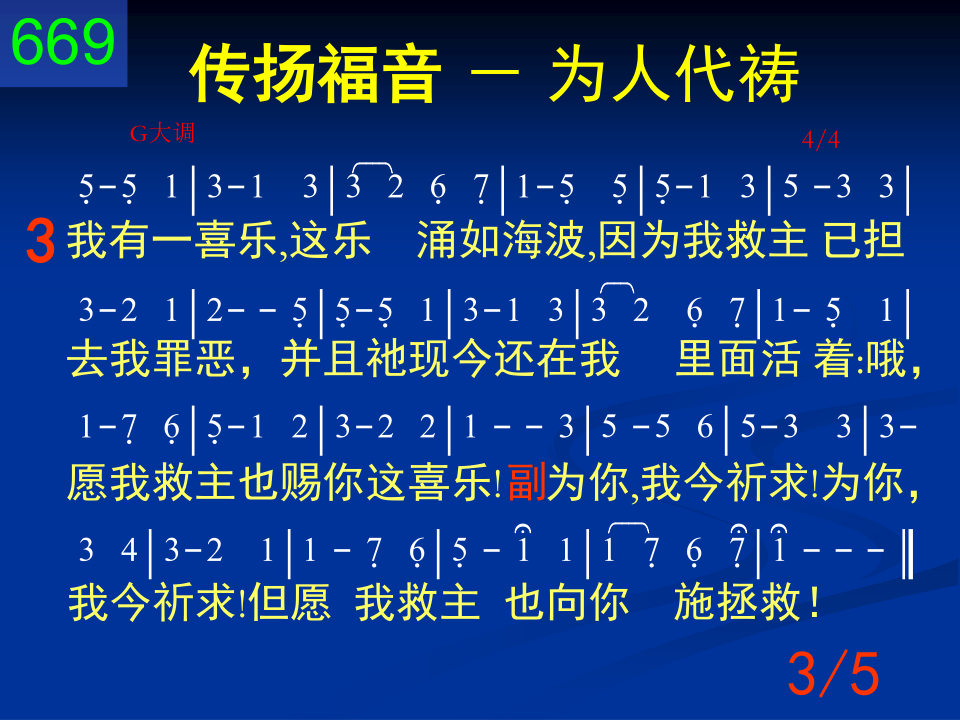 669
传扬福音 － 为人代祷
G大调 4/4
5̣-5̣ 1|3-1 3|3 2 6̣ 7̣|1-5̣ 5̣|5̣-1 3|5-3 3|
3 我有一喜乐,这乐 涌如海波,因为我救主 已担
3-2 1|2--5̣|5̣-5̣ 1|3-1 3|3 2 6̣ 7̣|1-5̣ 1|
去我罪恶，并且祂现今还在我 里面活 着:哦，
1-7̣ 6̣|5̣-1 2|3-2 2|1--3|5-5 6|5-3 3|3-
愿我救主也赐你这喜乐!副为你,我今祈求!为你，
3 4|3-2 1|1-7̣ 6̣|5̣-1 1|1 7̣ 6̣ 7̣|1---‖
我今祈求!但愿 我救主 也向你 施拯救！
3/5